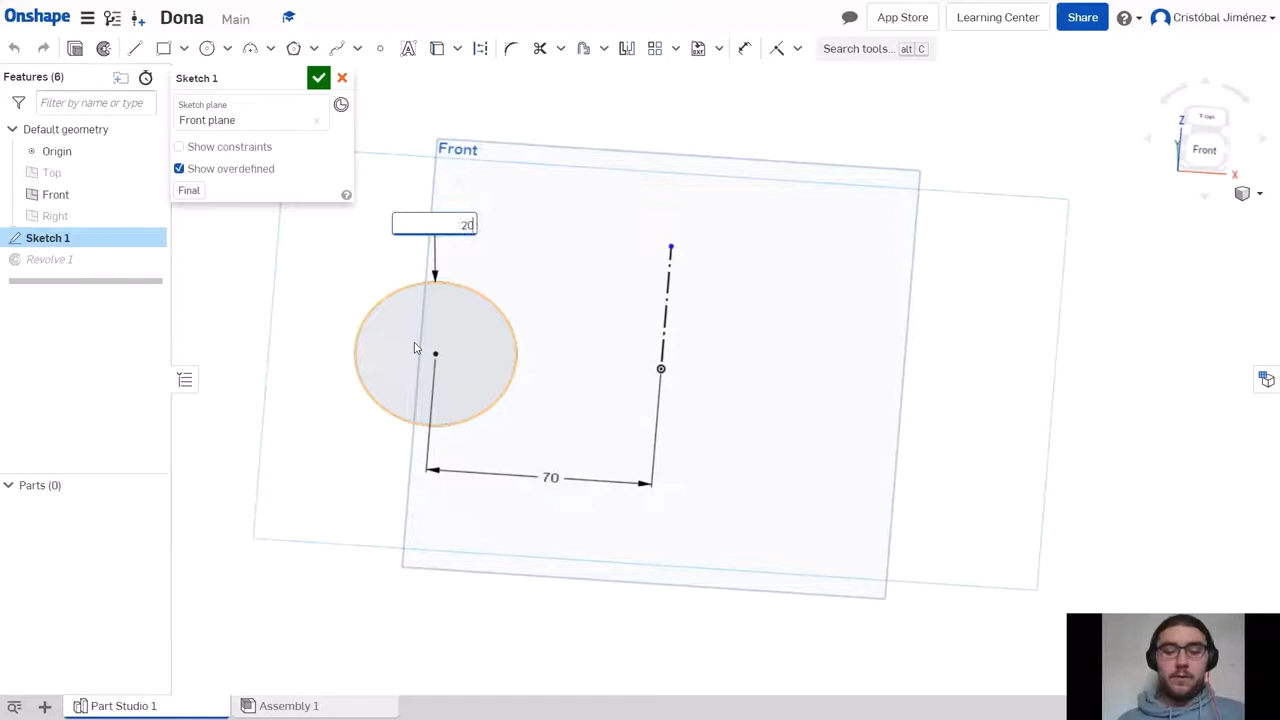 Onshape
Dona
Main
App Store
Learning Center
Share
Cristóbal Jiménez
Search tools...
alt
C
Features (6)
Filter by name or type
Default geometry
Origin
Top
Front
Right
Sketch 1
Revolve 1
Parts (0)
Sketch 1
Sketch plane
Front plane
Show constraints
Show overdefined
Final
Front
20
70
Z
Front
X
Part Studio 1
Assembly 1